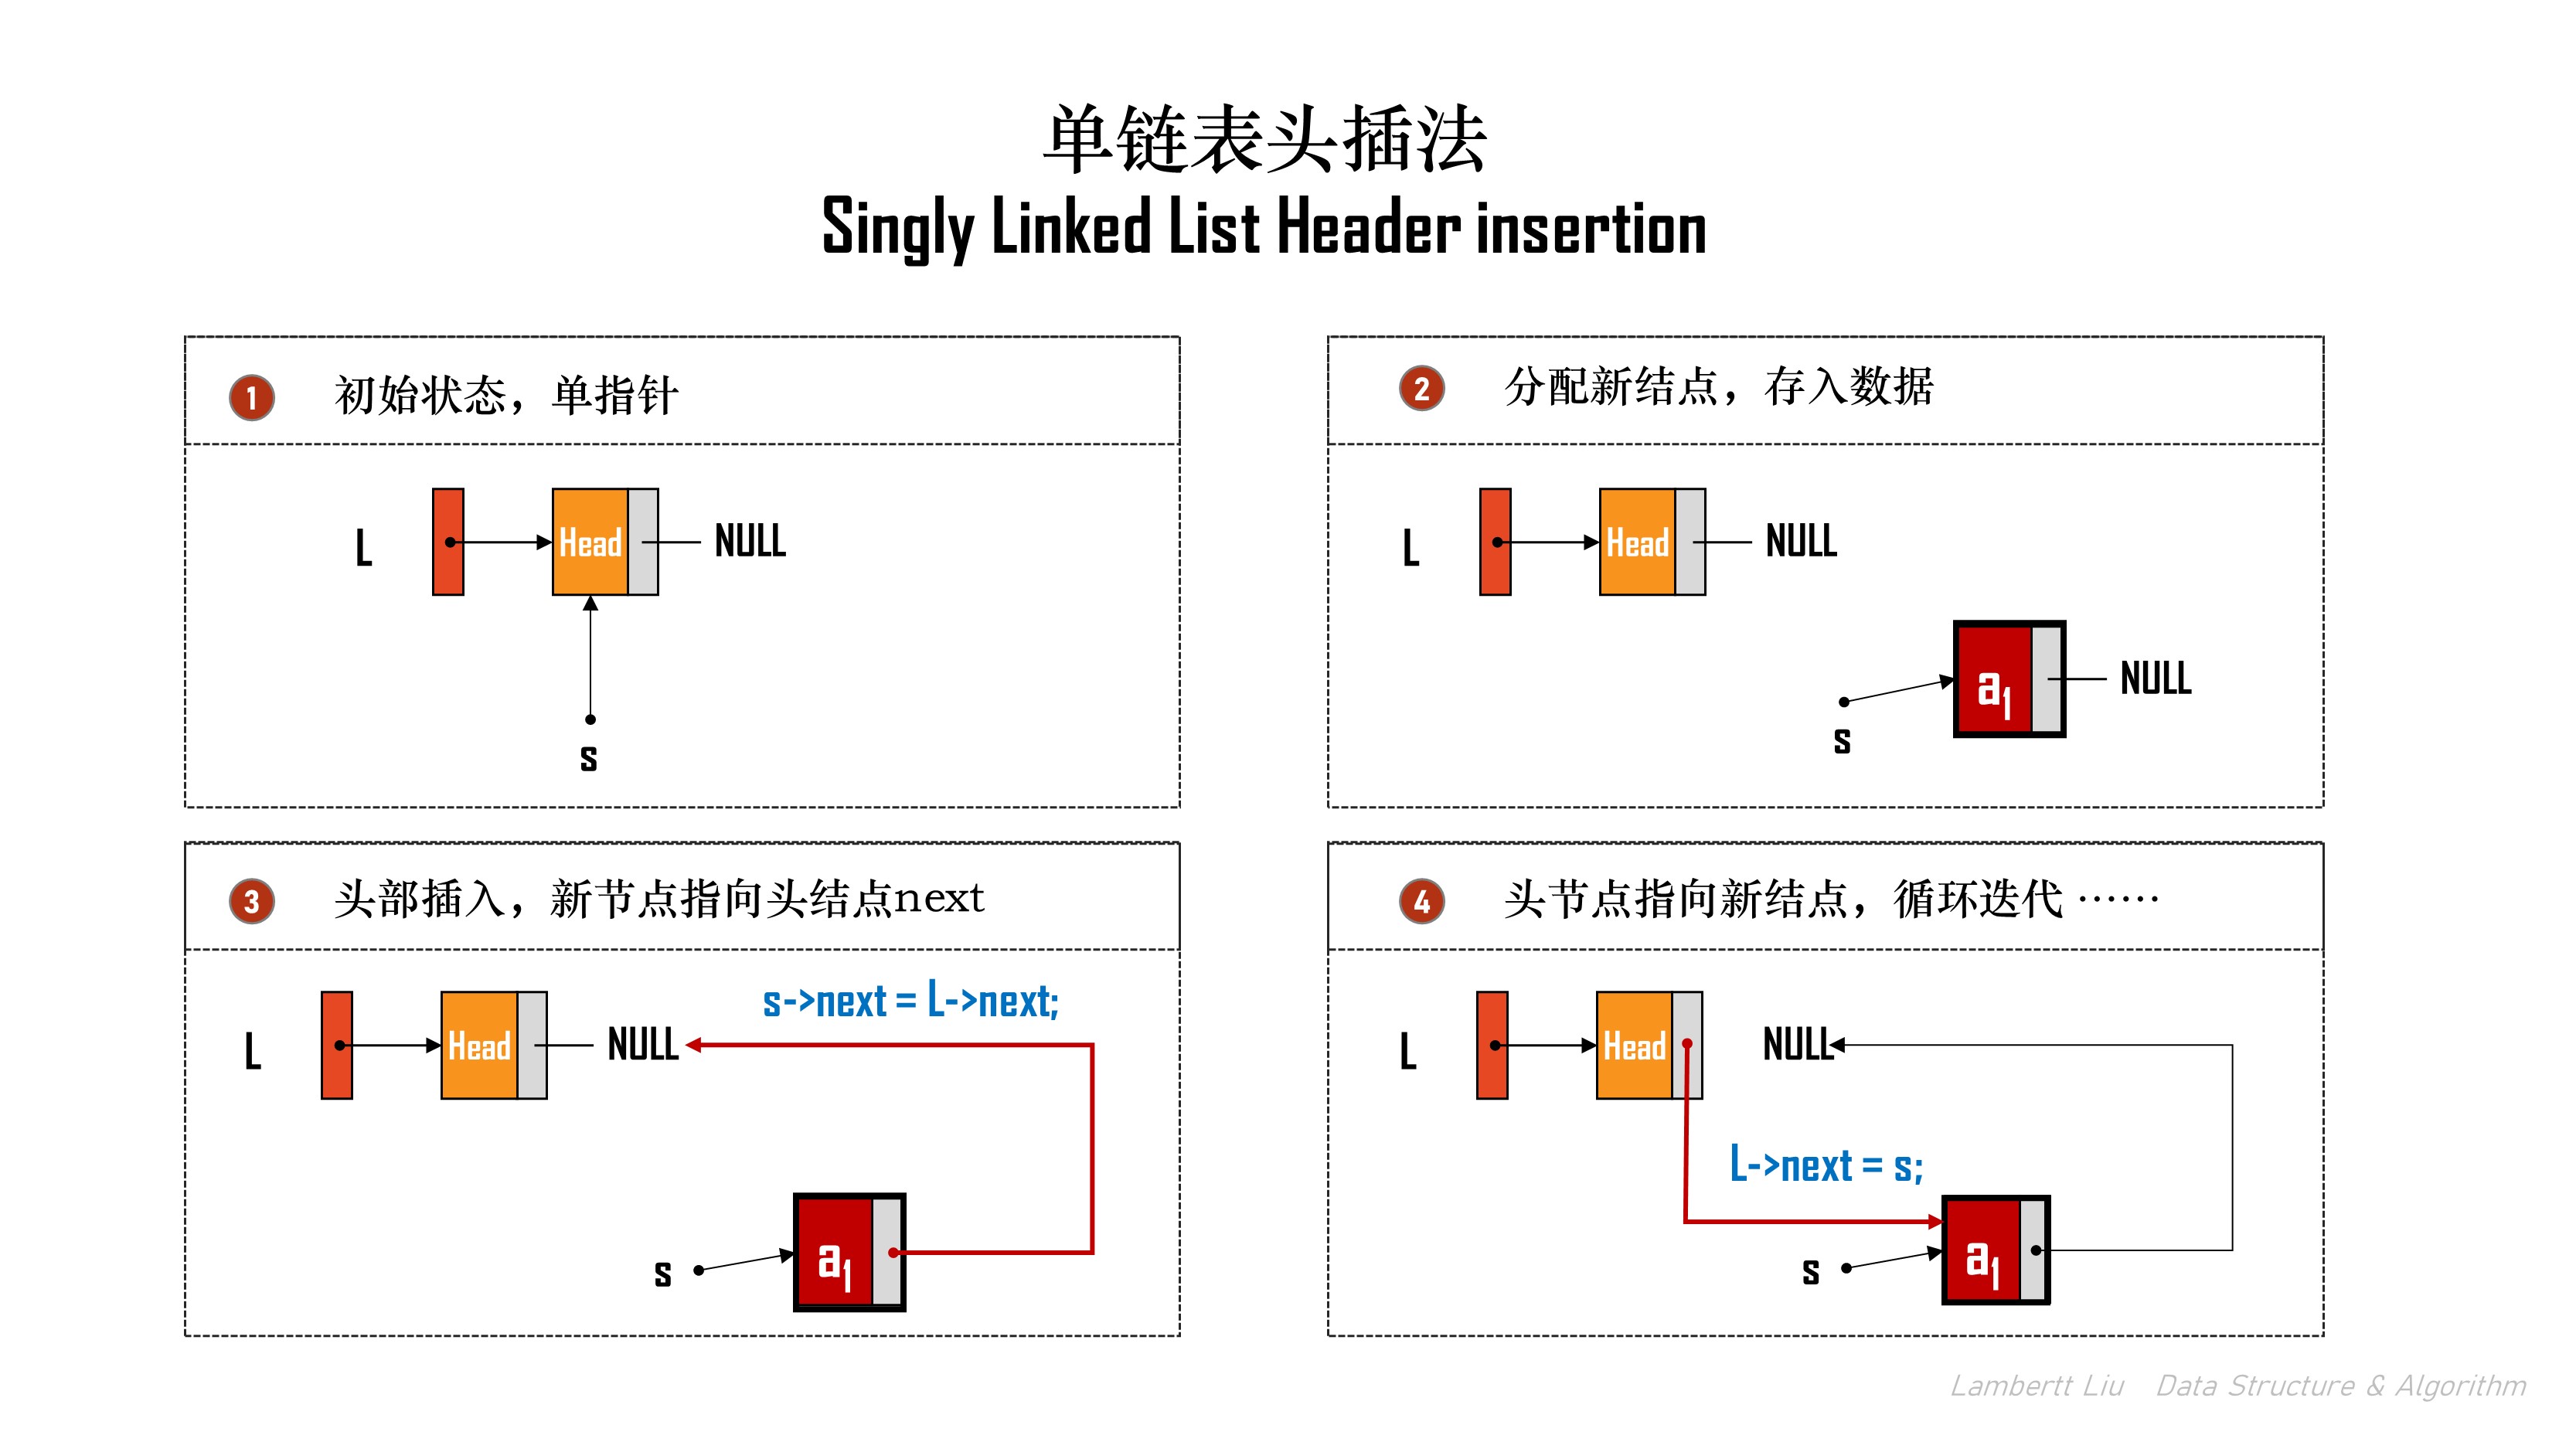 单链表头插法
Singly Linked List Header insertion
1 初始状态，单指针
L Head NULL
s
2 分配新结点，存入数据
L Head NULL
a1 NULL
s
3 头部插入，新节点指向头结点next
s->next = L->next;
L Head NULL
s a1
4 头节点指向新结点，循环迭代 ……
L Head NULL
L->next = s;
s a1
Lambertt Liu Data Structure & Algorithm